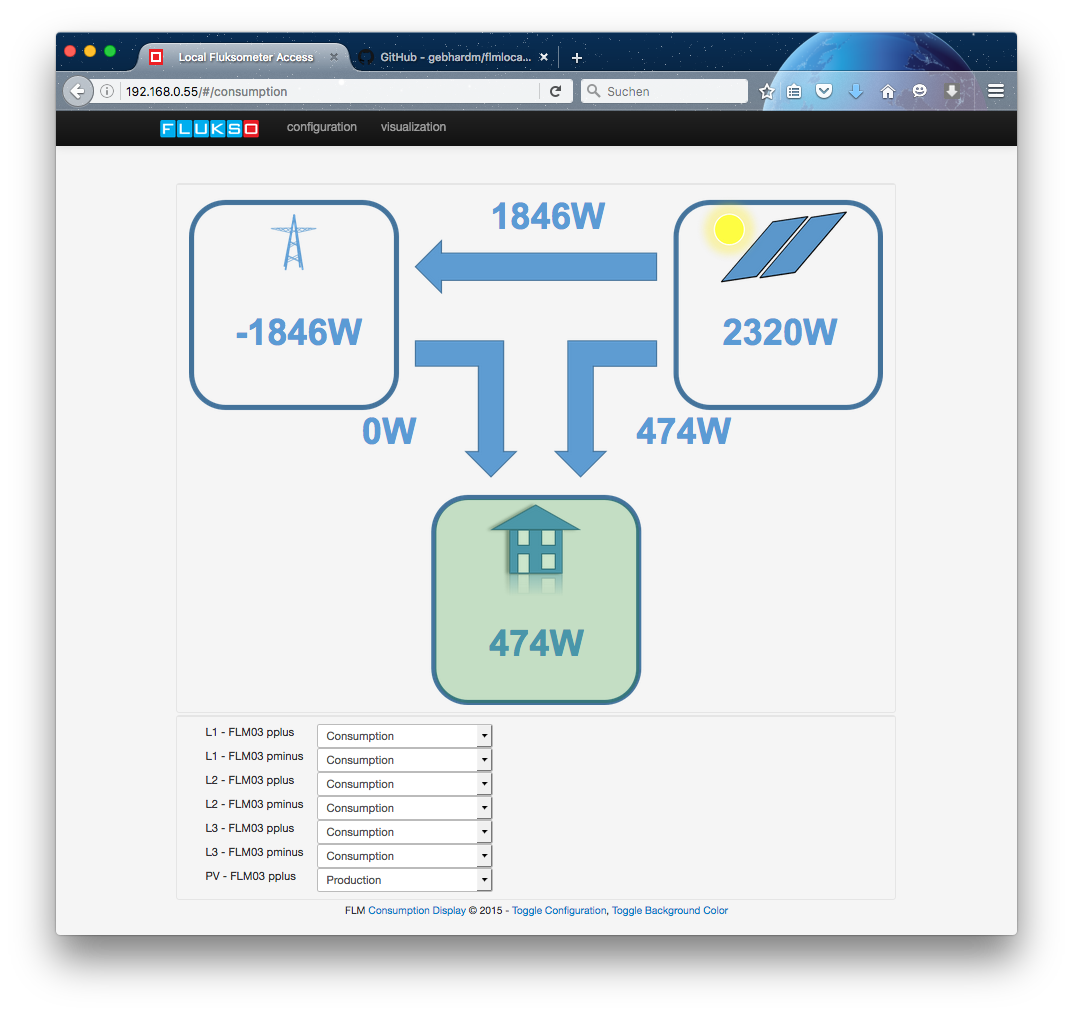 Local Fluksometer Access
GitHub - gebhardm/flmloca...
192.168.0.55/#/consumption
Suchen
FLUKSO configuration visualization
1846W
-1846W
2320W
0W
474W
474W
L1 - FLM03 pplus Consumption
L1 - FLM03 pminus Consumption
L2 - FLM03 pplus Consumption
L2 - FLM03 pminus Consumption
L3 - FLM03 pplus Consumption
L3 - FLM03 pminus Consumption
PV - FLM03 pplus Production
FLM Consumption Display © 2015 - Toggle Configuration, Toggle Background Color